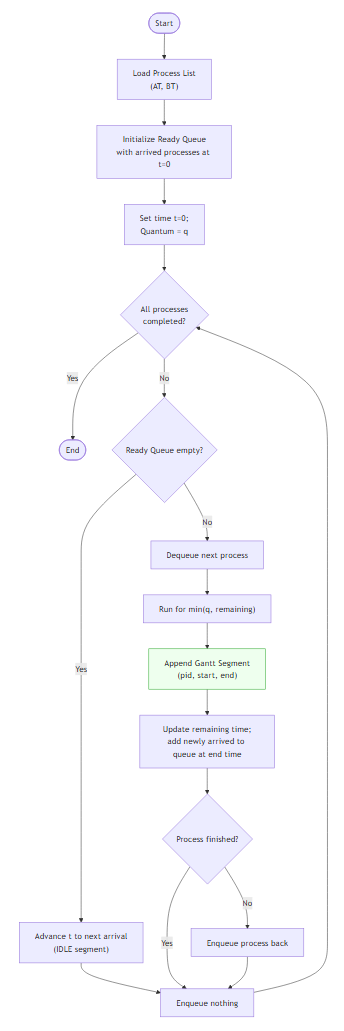 Start
Load Process List
(AT, BT)
Initialize Ready Queue
with arrived processes at
t=0
Set time t=0;
Quantum = q
All processes
completed?
Yes
No
End
Ready Queue empty?
No
Dequeue next process
Run for min(q, remaining)
Append Gantt Segment
(pid, start, end)
Yes
Update remaining time;
add newly arrived to
queue at end time
Process finished?
No
Advance t to next arrival
(IDLE segment)
Yes
Enqueue process back
Enqueue nothing